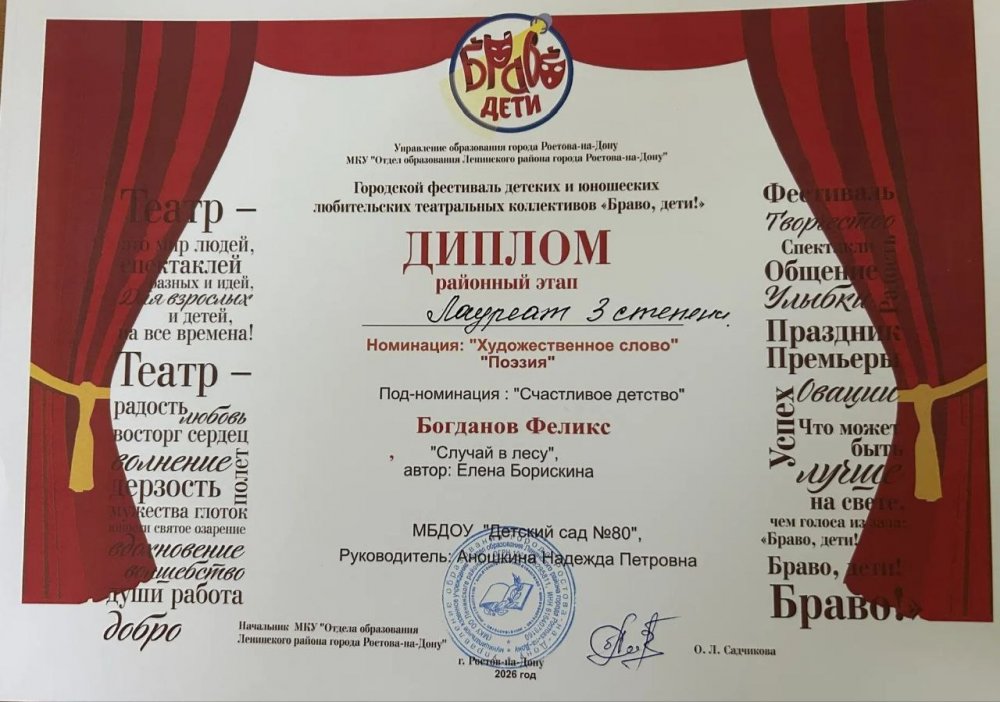 Браво
ДЕТИ
Управление образования города Ростова-на-Дону
МКУ "Отдел образования Ленинского района города Ростова-на-Дону"
Городской фестиваль детских и юношеских
любительских театральных коллективов «Браво, дети!»
ДИПЛОМ
районный этап
Лауреат 3 степени
Номинация: "Художественное слово"
"Поэзия"
Под-номинация : "Счастливое детство"
Богданов Феликс
"Случай в лесу",
автор: Елена Борискина
МБДОУ "Детский сад №80",
Руководитель: Аношкина Надежда Петровна
Начальник МКУ "Отдела образования
Ленинского района города Ростова-на-Дону"
О. Л. Садчикова
г. Ростов-на-Дону
2026 год
Театр –
это мир людей,
спектаклей
разных и идей,
Для взрослых
и детей,
на все времена!
Театр –
радость любовь
восторг сердец
волнение
полет
дерзость
мужества глоток
святое озарение
вдохновение
волшебство
души работа
добро
Фестиваль
Творчество
Спектакли
Радость
Общение
Улыбки
Праздник
Премьеры
Успех
Овации
Что может
быть
лучше
на свете,
чем голоса из зала:
«Браво, дети!
Браво, дети!
Браво!»